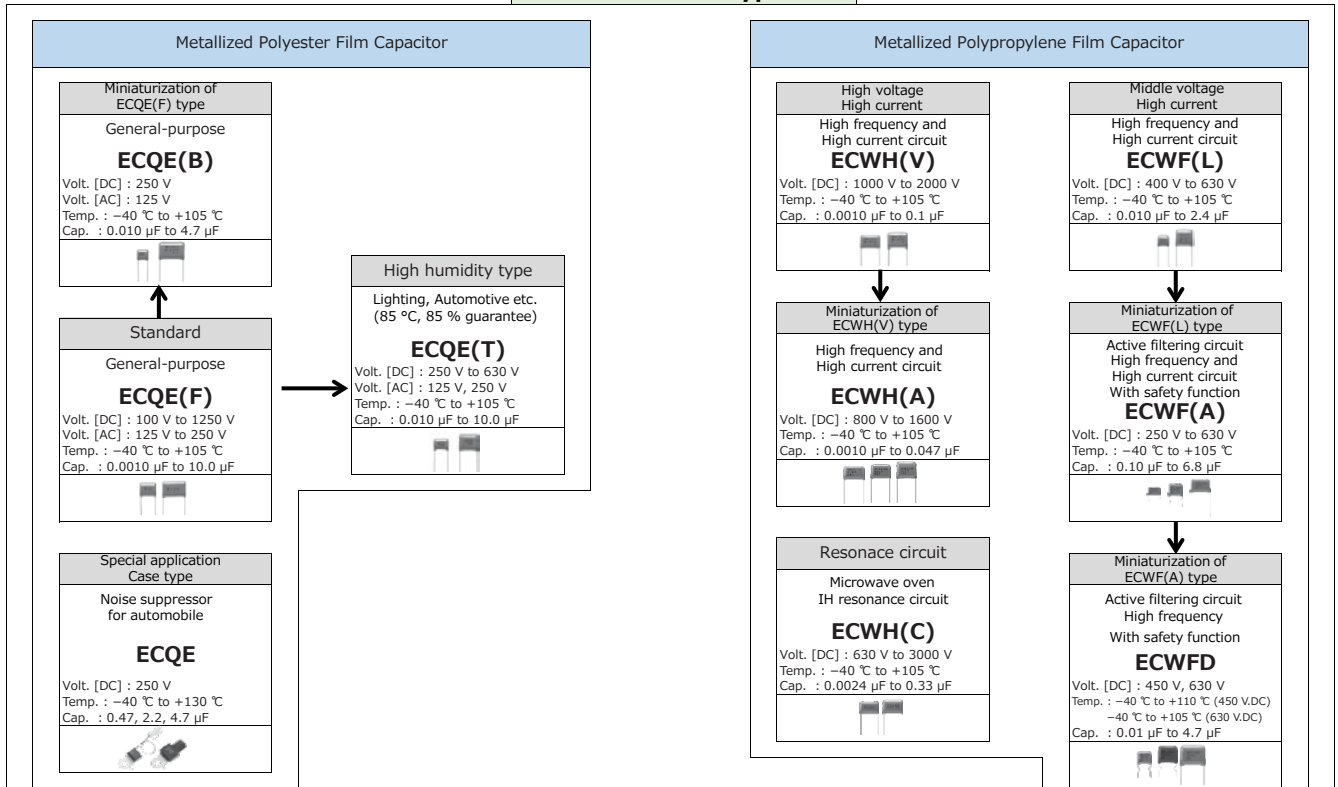 Metallized Polyester Film Capacitor
Miniaturization of
ECQE(F) type
General-purpose
ECQE(B)
Volt. [DC] : 250 V
Volt. [AC] : 125 V
Temp. : −40 ℃ to +105 ℃
Cap. : 0.010 μF to 4.7 μF
Standard
General-purpose
ECQE(F)
Volt. [DC] : 100 V to 1250 V
Volt. [AC] : 125 V to 250 V
Temp. : −40 ℃ to +105 ℃
Cap. : 0.0010 μF to 10.0 μF
High humidity type
Lighting, Automotive etc.
(85 °C, 85 % guarantee)
ECQE(T)
Volt. [DC] : 250 V to 630 V
Volt. [AC] : 125 V, 250 V
Temp. : −40 ℃ to +105 ℃
Cap. : 0.010 μF to 10.0 μF
Special application
Case type
Noise suppressor
for automobile
ECQE
Volt. [DC] : 250 V
Temp. : −40 ℃ to +130 ℃
Cap. : 0.47, 2.2, 4.7 μF
Metallized Polypropylene Film Capacitor
High voltage
High current
High frequency and
High current circuit
ECWH(V)
Volt. [DC] : 1000 V to 2000 V
Temp. : −40 ℃ to +105 ℃
Cap. : 0.0010 μF to 0.1 μF
Miniaturization of
ECWH(V) type
High frequency and
High current circuit
ECWH(A)
Volt. [DC] : 800 V to 1600 V
Temp. : −40 ℃ to +105 ℃
Cap. : 0.0010 μF to 0.047 μF
Resonace circuit
Microwave oven
IH resonance circuit
ECWH(C)
Volt. [DC] : 630 V to 3000 V
Temp. : −40 ℃ to +105 ℃
Cap. : 0.0024 μF to 0.33 μF
Middle voltage
High current
High frequency and
High current circuit
ECWF(L)
Volt. [DC] : 400 V to 630 V
Temp. : −40 ℃ to +105 ℃
Cap. : 0.010 μF to 2.4 μF
Miniaturization of
ECWF(L) type
Active filtering circuit
High frequency and
High current circuit
With safety function
ECWF(A)
Volt. [DC] : 250 V to 630 V
Temp. : −40 ℃ to +105 ℃
Cap. : 0.10 μF to 6.8 μF
Miniaturization of
ECWF(A) type
Active filtering circuit
High frequency
With safety function
ECWFD
Volt. [DC] : 450 V, 630 V
Temp. : −40 ℃ to +110 ℃ (450 V.DC)
−40 ℃ to +105 ℃ (630 V.DC)
Cap. : 0.01 μF to 4.7 μF